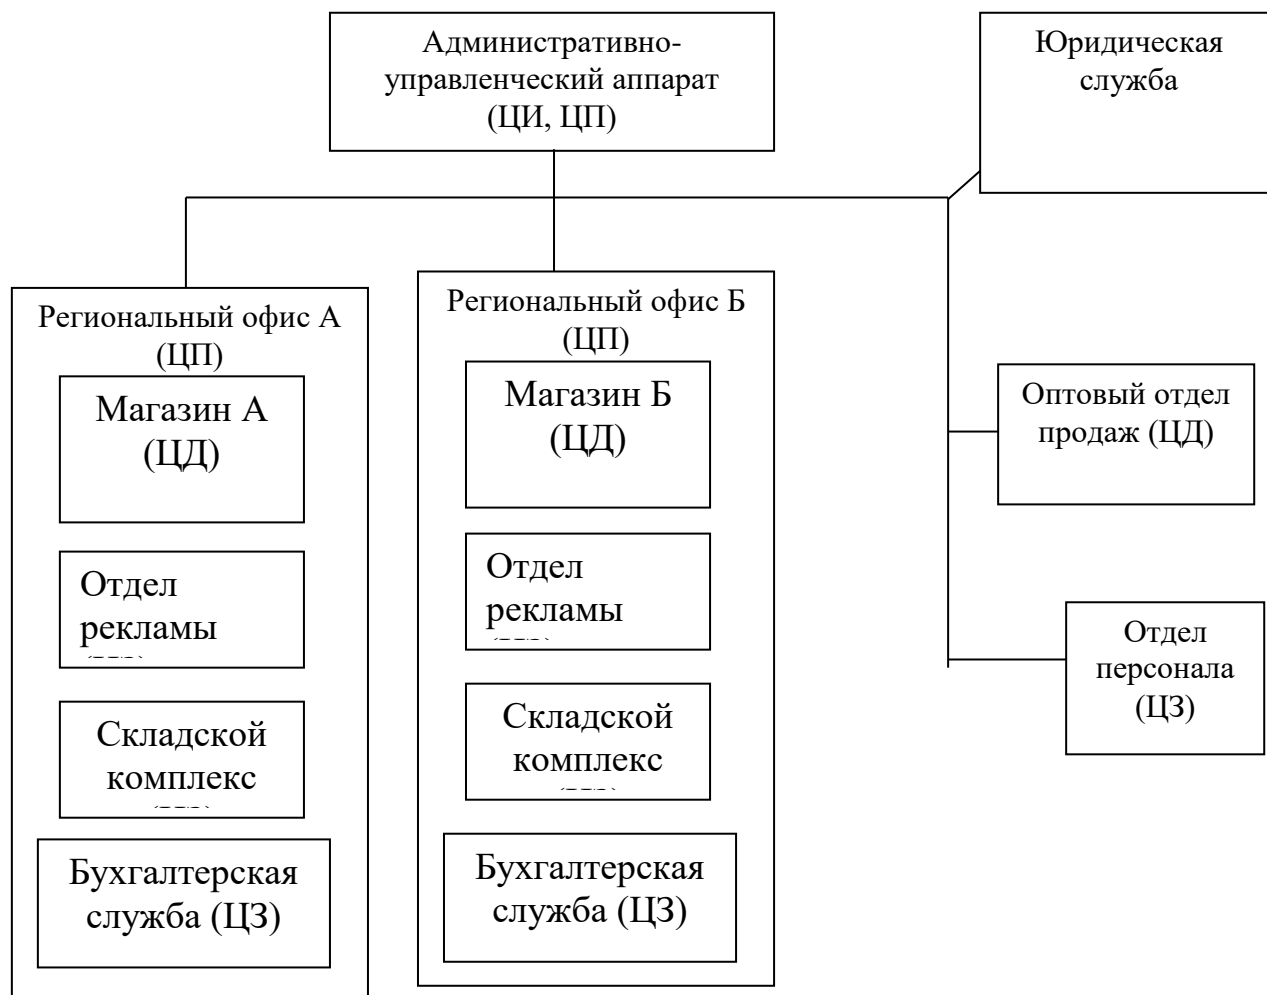 Административно-
управленческий аппарат
(ЦИ, ЦП)
Юридическая
служба
Региональный офис А
(ЦП)
Магазин А
(ЦД)
Отдел
рекламы
Складской
комплекс
Бухгалтерская
служба (ЦЗ)
Региональный офис Б
(ЦП)
Магазин Б
(ЦД)
Отдел
рекламы
Складской
комплекс
Бухгалтерская
служба (ЦЗ)
Оптовый отдел
продаж (ЦД)
Отдел
персонала
(ЦЗ)